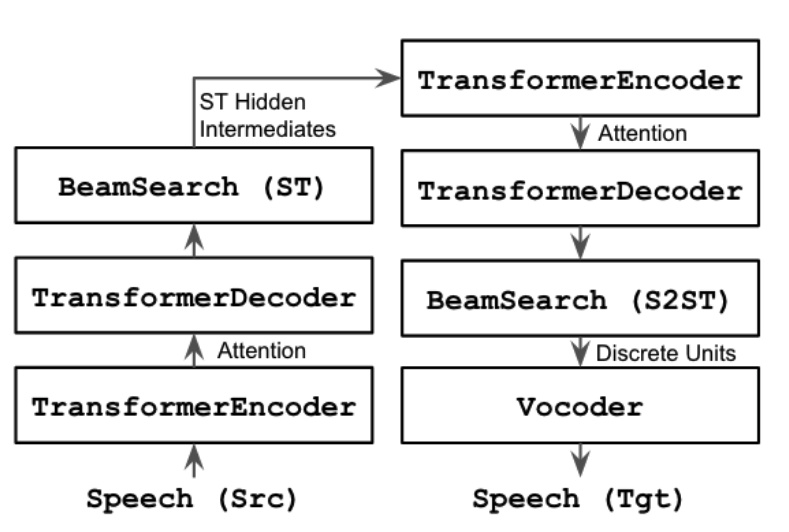 TransformerEncoder
ST Hidden
Intermediates
Attention
BeamSearch (ST)
TransformerDecoder
TransformerDecoder
BeamSearch (S2ST)
Attention
Discrete Units
TransformerEncoder
Vocoder
Speech (Src)
Speech (Tgt)